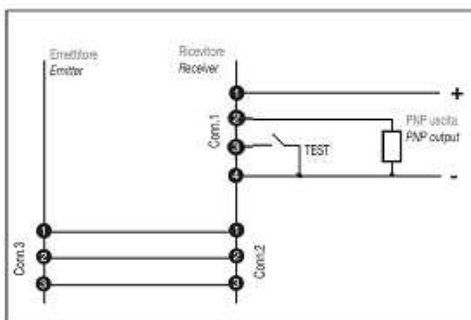 Emettitore
Emitter
Ricevitore
Receiver
Conn.1
1
+
2
PNP uscita
PNP output
3
TEST
4
-
Conn.3
1
2
3
Conn.2
1
2
3